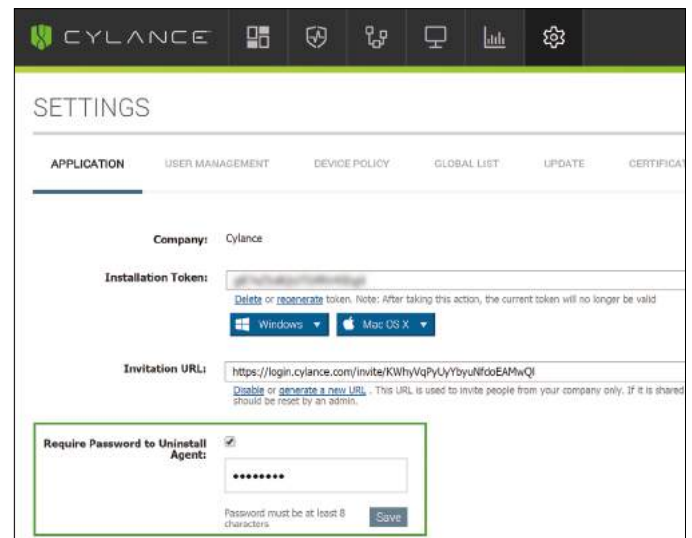 CYLANCE
SETTINGS
APPLICATION USER MANAGEMENT DEVICE POLICY GLOBAL LIST UPDATE CERTIFICAT
Company: Cylance
Installation Token:
Delete or regenerate token. Note: After taking this action, the current token will no longer be valid
Windows Mac OS X
Invitation URL: https://login.cylance.com/invite/KWhyVqPyUyYbyuNfdoEAMwQl
Disable or generate a new URL . This URL is used to invite people from your company only. If it is shared
should be reset by an admin.
Require Password to Uninstall
Agent:
••••••••
Password must be at least 8
characters
Save